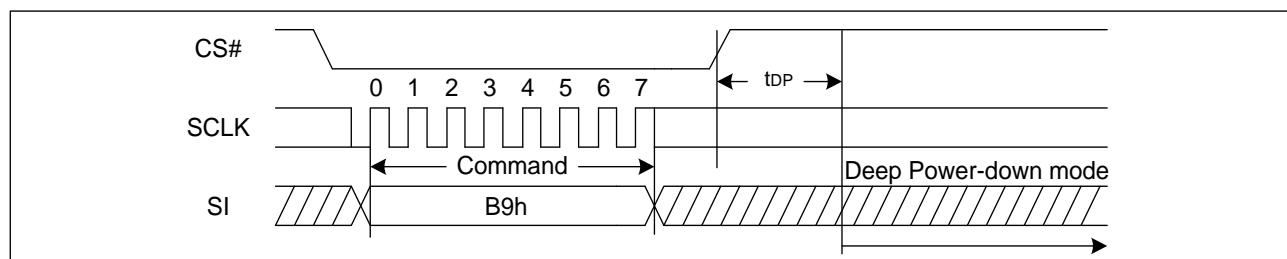 CS#
tDP
0 1 2 3 4 5 6 7
SCLK
Command
Deep Power-down mode
SI
B9h